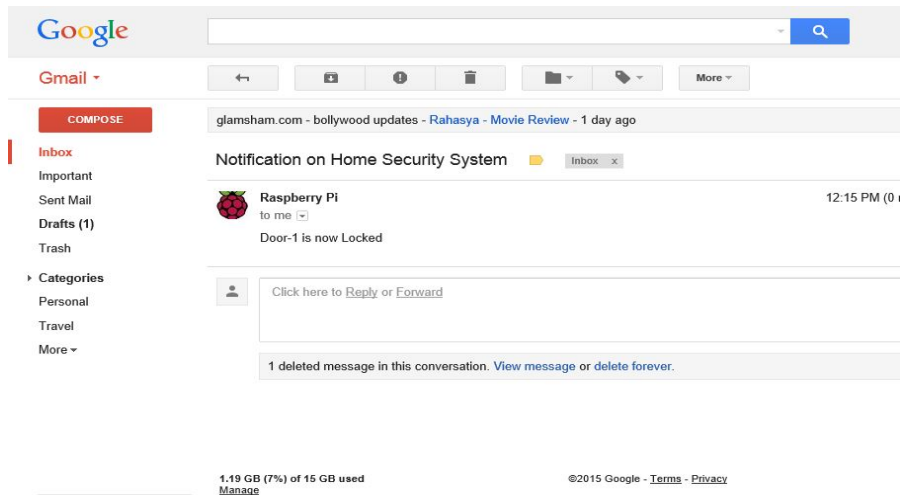 Google
Gmail
More
COMPOSE
glamsham.com - bollywood updates - Rahasya - Movie Review - 1 day ago
Inbox
Important
Sent Mail
Drafts (1)
Trash
Categories
Personal
Travel
More
Notification on Home Security System Inbox x
Raspberry Pi 12:15 PM (0
to me
Door-1 is now Locked
Click here to Reply or Forward
1 deleted message in this conversation. View message or delete forever.
1.19 GB (7%) of 15 GB used
Manage
©2015 Google - Terms - Privacy